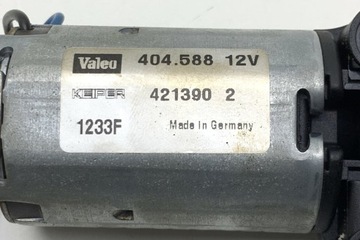 Valeo 404.588 12V
KEIPER 421390 2
1233F Made in Germany